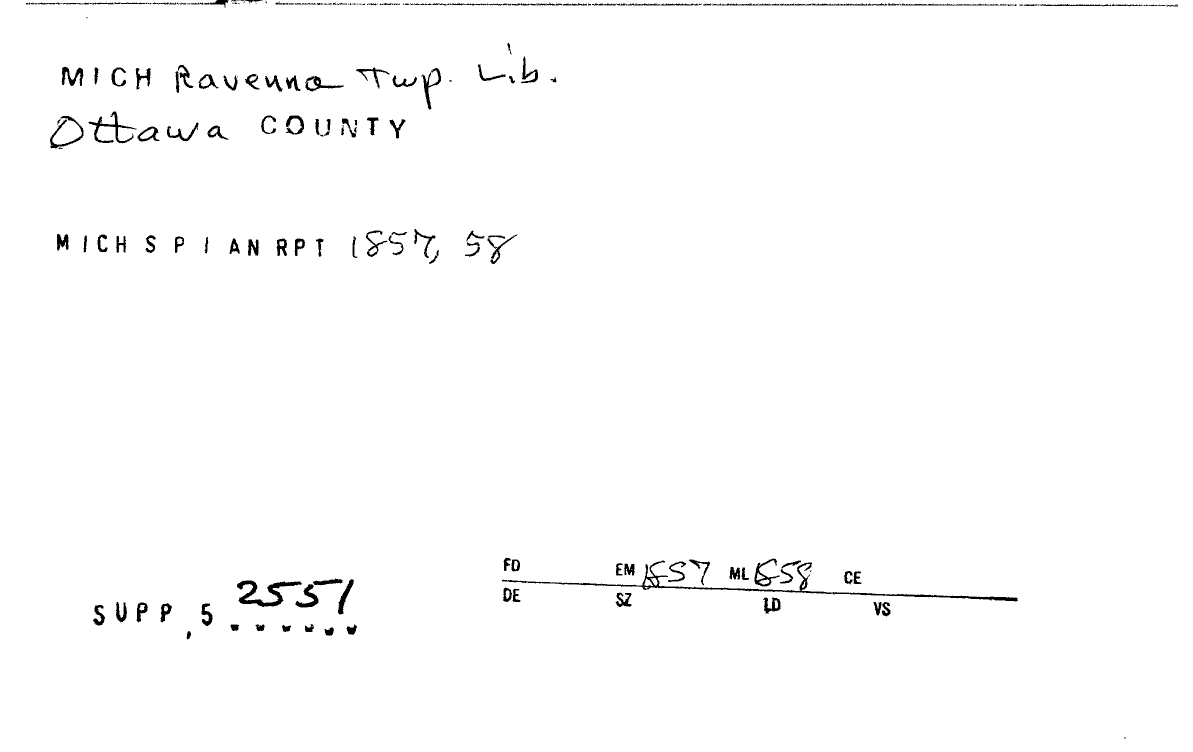 MICH Ravenna Twp. Lib.
Ottawa COUNTY
MICH S P I AN RPT 1857, 58
SUPP,5 2551
FD EM 1857 ML 1858 CE
DE SZ LD VS